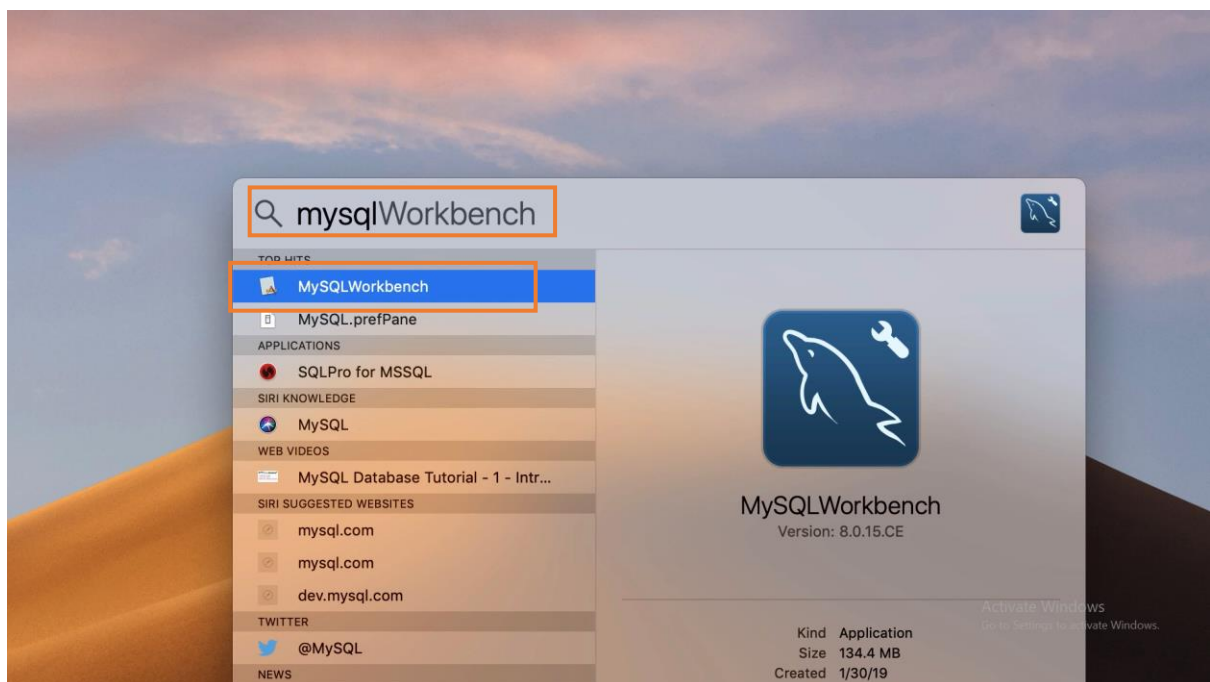 mysqlWorkbench
TOP HITS
MySQLWorkbench
MySQL.prefPane
APPLICATIONS
SQLPro for MSSQL
SIRI KNOWLEDGE
MySQL
WEB VIDEOS
MySQL Database Tutorial - 1 - Intr...
SIRI SUGGESTED WEBSITES
mysql.com
mysql.com
dev.mysql.com
TWITTER
@MySQL
NEWS
MySQLWorkbench
Version: 8.0.15.CE
Kind Application
Size 134.4 MB
Created 1/30/19
Activate Windows
Go to Settings to activate Windows.